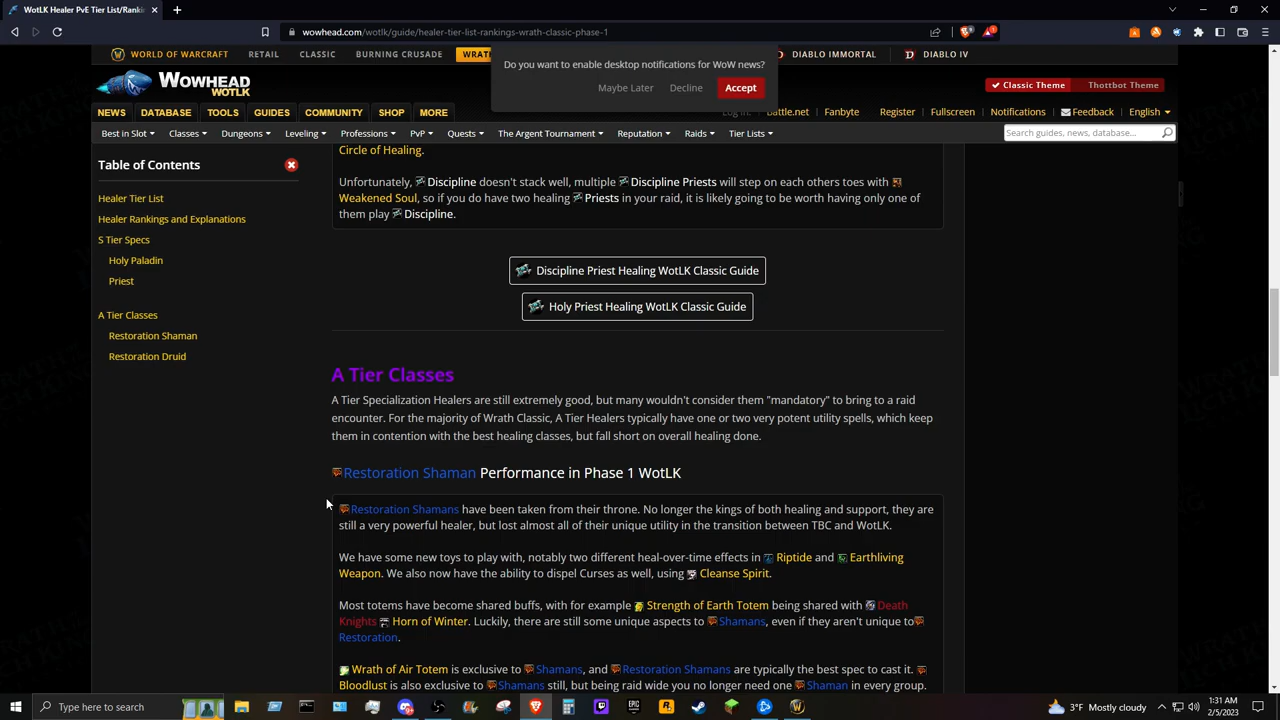 WotLK Healer PvE Tier List/Ranki
wowhead.com/wotlk/guide/healer-tier-list-rankings-wrath-classic-phase-1
WORLD OF WARCRAFT RETAIL CLASSIC BURNING CRUSADE WRATH DIABLO IMMORTAL DIABLO IV
Do you want to enable desktop notifications for WoW news?
Maybe Later Decline Accept
WOWHEAD
WOTLK
Classic Theme Thottbot Theme
NEWS DATABASE TOOLS GUIDES COMMUNITY SHOP MORE
Log in: Battle.net Fanbyte Register Fullscreen Notifications Feedback English
Best in Slot Classes Dungeons Leveling Professions PvP Quests The Argent Tournament Reputation Raids Tier Lists
Search guides, news, database...
Table of Contents
Healer Tier List
Healer Rankings and Explanations
S Tier Specs
Holy Paladin
Priest
A Tier Classes
Restoration Shaman
Restoration Druid
Circle of Healing.
Unfortunately, Discipline doesn't stack well, multiple Discipline Priests will step on each others toes with
Weakened Soul, so if you do have two healing Priests in your raid, it is likely going to be worth having only one of
them play Discipline.
Discipline Priest Healing WotLK Classic Guide
Holy Priest Healing WotLK Classic Guide
A Tier Classes
A Tier Specialization Healers are still extremely good, but many wouldn't consider them "mandatory" to bring to a raid
encounter. For the majority of Wrath Classic, A Tier Healers typically have one or two very potent utility spells, which keep
them in contention with the best healing classes, but fall short on overall healing done.
Restoration Shaman Performance in Phase 1 WotLK
Restoration Shamans have been taken from their throne. No longer the kings of both healing and support, they are
still a very powerful healer, but lost almost all of their unique utility in the transition between TBC and WotLK.
We have some new toys to play with, notably two different heal-over-time effects in Riptide and Earthliving
Weapon. We also now have the ability to dispel Curses as well, using Cleanse Spirit.
Most totems have become shared buffs, with for example Strength of Earth Totem being shared with Death
Knights Horn of Winter. Luckily, there are still some unique aspects to Shamans, even if they aren't unique to
Restoration.
Wrath of Air Totem is exclusive to Shamans, and Restoration Shamans are typically the best spec to cast it.
Bloodlust is also exclusive to Shamans still, but being raid wide you no longer need one Shaman in every group.
Type here to search
3°F Mostly cloudy
1:31 AM
2/5/2023